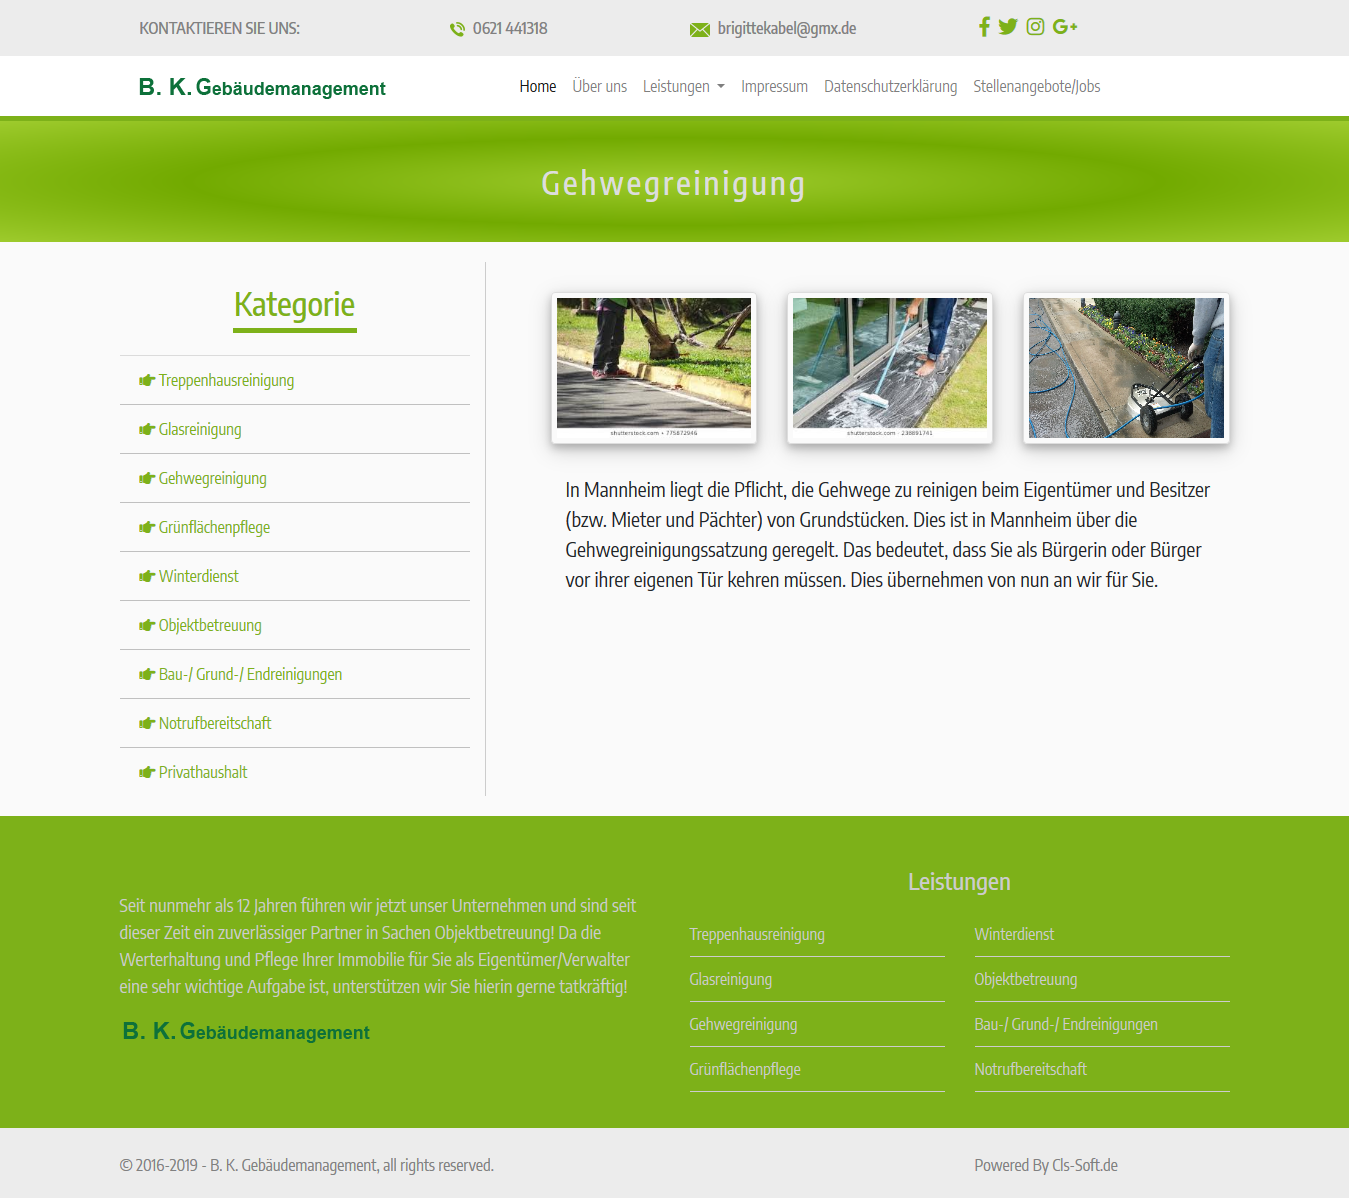 KONTAKTIEREN SIE UNS:
0621 441318
brigittekabel@gmx.de
B. K. Gebäudemanagement
Home
Über uns
Leistungen
Impressum
Datenschutzerklärung
Stellenangebote/Jobs
Gehwegreinigung
Kategorie
Treppenhausreinigung
Glasreinigung
Gehwegreinigung
Grünflächenpflege
Winterdienst
Objektbetreuung
Bau-/ Grund-/ Endreinigungen
Notrufbereitschaft
Privathaushalt
shutterstock.com • 775872946
shutterstock.com · 238891741
In Mannheim liegt die Pflicht, die Gehwege zu reinigen beim Eigentümer und Besitzer
(bzw. Mieter und Pächter) von Grundstücken. Dies ist in Mannheim über die
Gehwegreinigungssatzung geregelt. Das bedeutet, dass Sie als Bürgerin oder Bürger
vor ihrer eigenen Tür kehren müssen. Dies übernehmen von nun an wir für Sie.
Seit nunmehr als 12 Jahren führen wir jetzt unser Unternehmen und sind seit
dieser Zeit ein zuverlässiger Partner in Sachen Objektbetreuung! Da die
Werterhaltung und Pflege Ihrer Immobilie für Sie als Eigentümer/Verwalter
eine sehr wichtige Aufgabe ist, unterstützen wir Sie hierin gerne tatkräftig!
B. K. Gebäudemanagement
Leistungen
Treppenhausreinigung
Glasreinigung
Gehwegreinigung
Grünflächenpflege
Winterdienst
Objektbetreuung
Bau-/ Grund-/ Endreinigungen
Notrufbereitschaft
© 2016-2019 - B. K. Gebäudemanagement, all rights reserved.
Powered By Cls-Soft.de